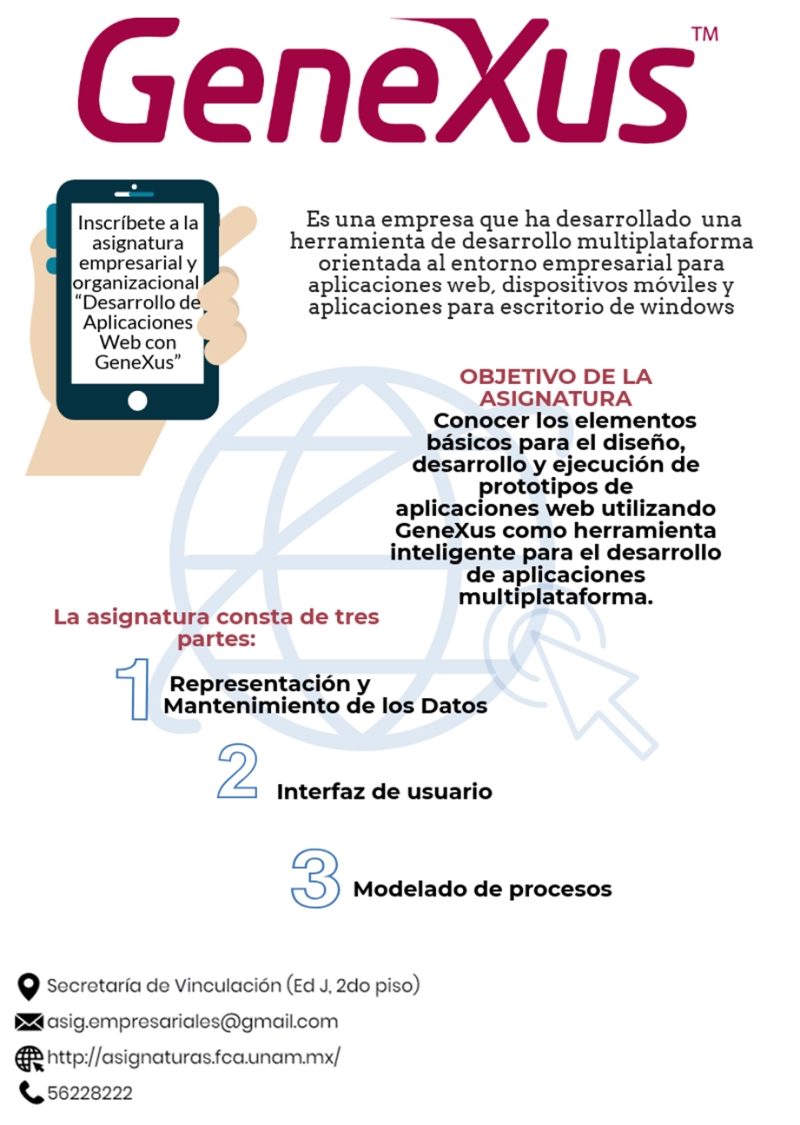 GeneXus™
Inscríbete a la
asignatura
empresarial y
organizacional
“Desarrollo de
Aplicaciones
Web con
GeneXus”
Es una empresa que ha desarrollado una
herramienta de desarrollo multiplataforma
orientada al entorno empresarial para
aplicaciones web, dispositivos móviles y
aplicaciones para escritorio de windows
OBJETIVO DE LA
ASIGNATURA
Conocer los elementos
básicos para el diseño,
desarrollo y ejecución de
prototipos de
aplicaciones web utilizando
GeneXus como herramienta
inteligente para el desarrollo
de aplicaciones
multiplataforma.
La asignatura consta de tres
partes:
1 Representación y
Mantenimiento de los Datos
2 Interfaz de usuario
3 Modelado de procesos
Secretaría de Vinculación (Ed J, 2do piso)
asig.empresariales@gmail.com
http://asignaturas.fca.unam.mx/
56228222